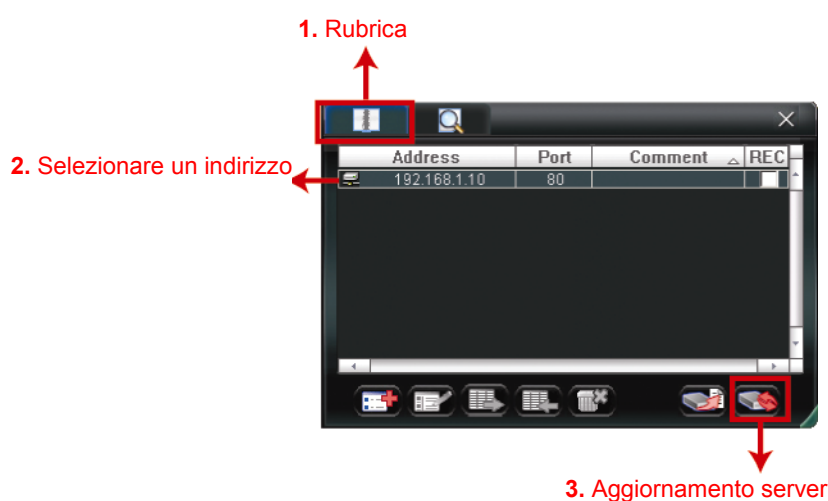 1. Rubrica
2. Selezionare un indirizzo
Address Port Comment REC
192.168.1.10 80
3. Aggiornamento server